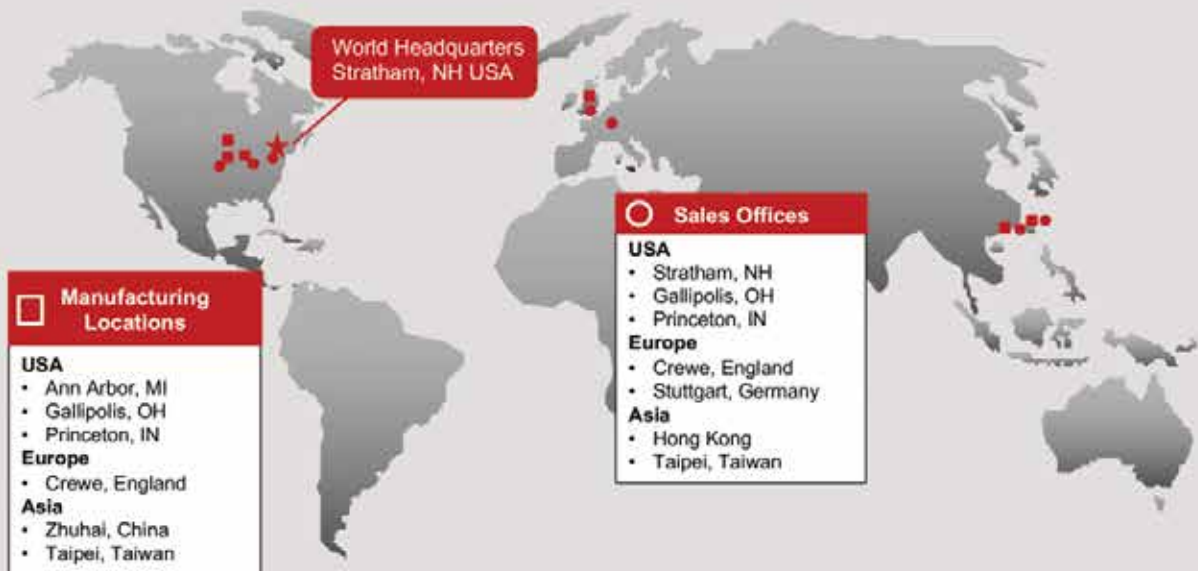 World Headquarters
Stratham, NH USA
Manufacturing
Locations
USA
• Ann Arbor, MI
• Gallipolis, OH
• Princeton, IN
Europe
• Crewe, England
Asia
• Zhuhai, China
• Taipei, Taiwan
Sales Offices
USA
• Stratham, NH
• Gallipolis, OH
• Princeton, IN
Europe
• Crewe, England
• Stuttgart, Germany
Asia
• Hong Kong
• Taipei, Taiwan